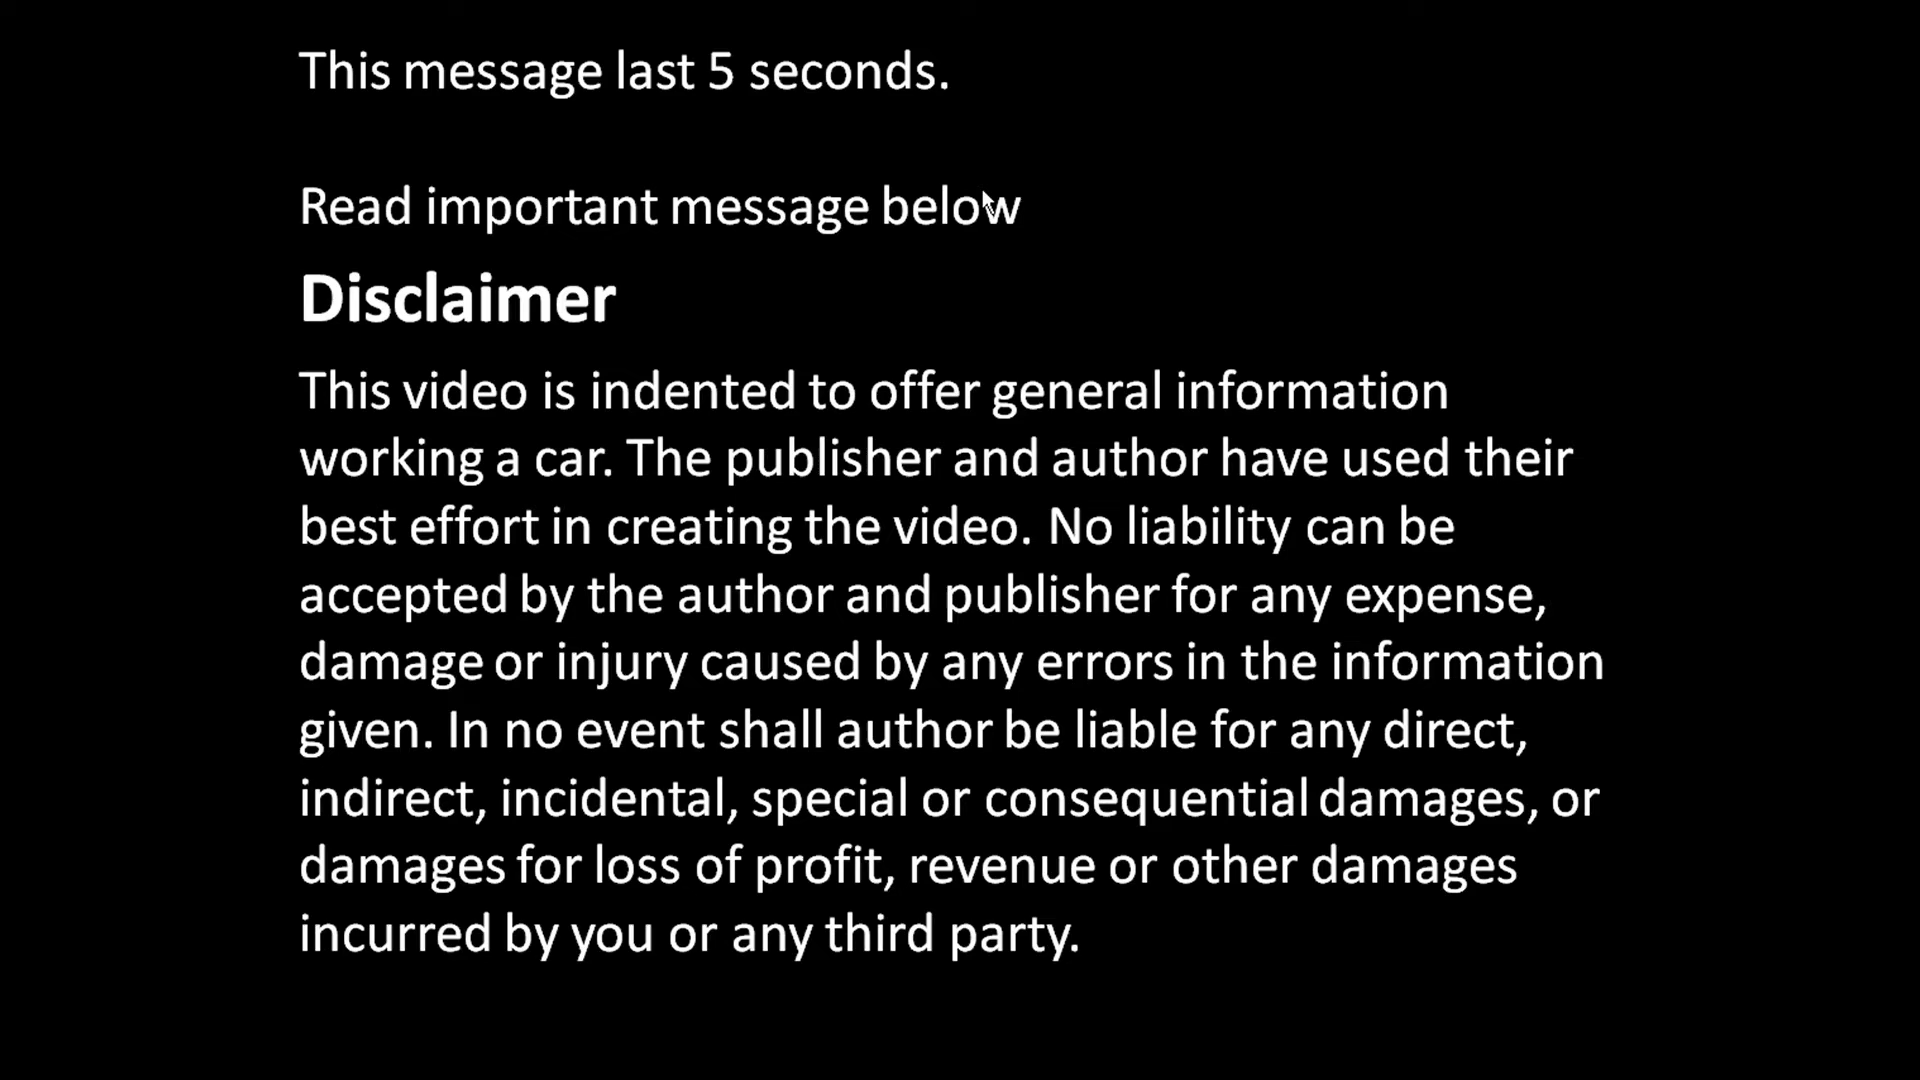 This message last 5 seconds.
Read important message below
Disclaimer
This video is indented to offer general information
working a car. The publisher and author have used their
best effort in creating the video. No liability can be
accepted by the author and publisher for any expense,
damage or injury caused by any errors in the information
given. In no event shall author be liable for any direct,
indirect, incidental, special or consequential damages, or
damages for loss of profit, revenue or other damages
incurred by you or any third party.